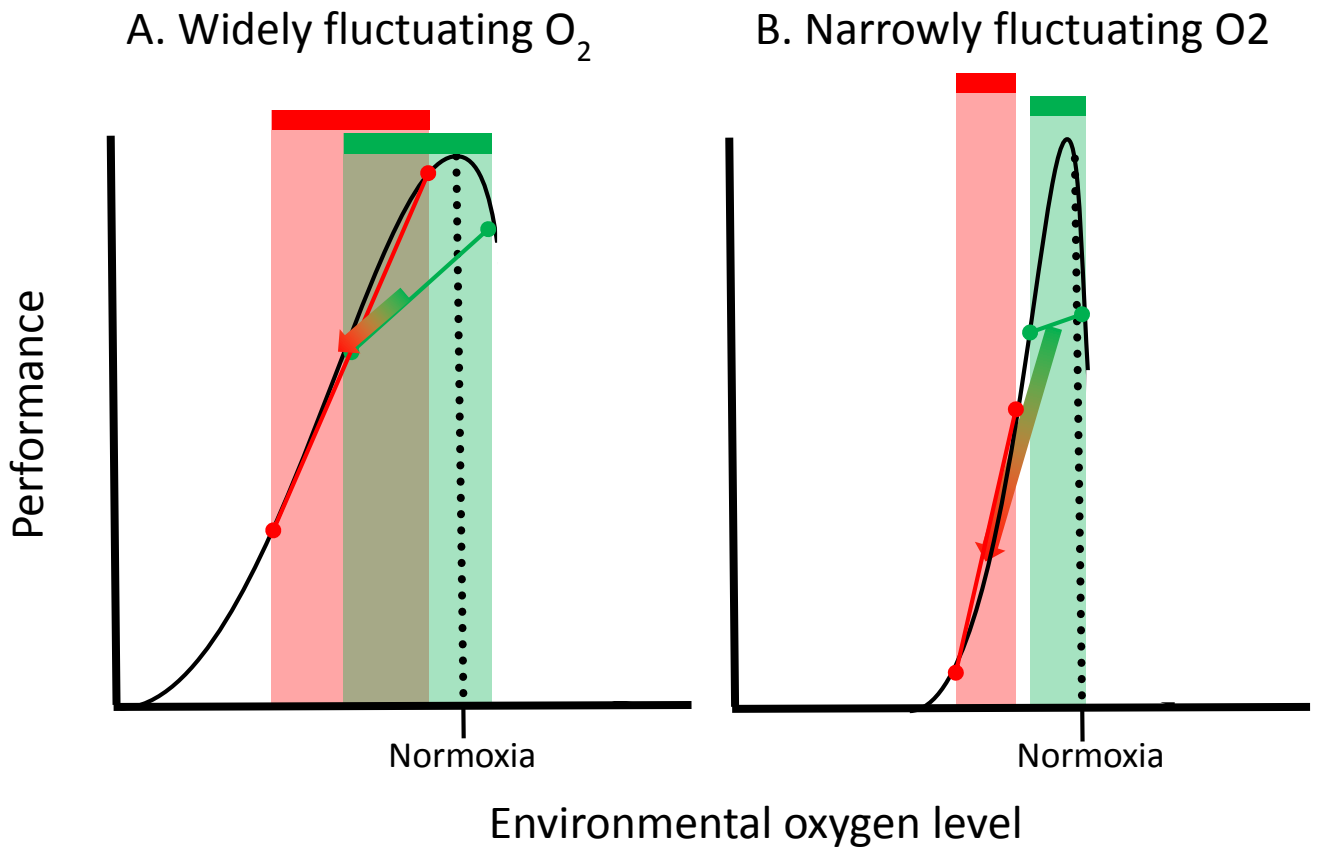 A. Widely fluctuating O₂
B. Narrowly fluctuating O2
Performance
Normoxia
Normoxia
Environmental oxygen level